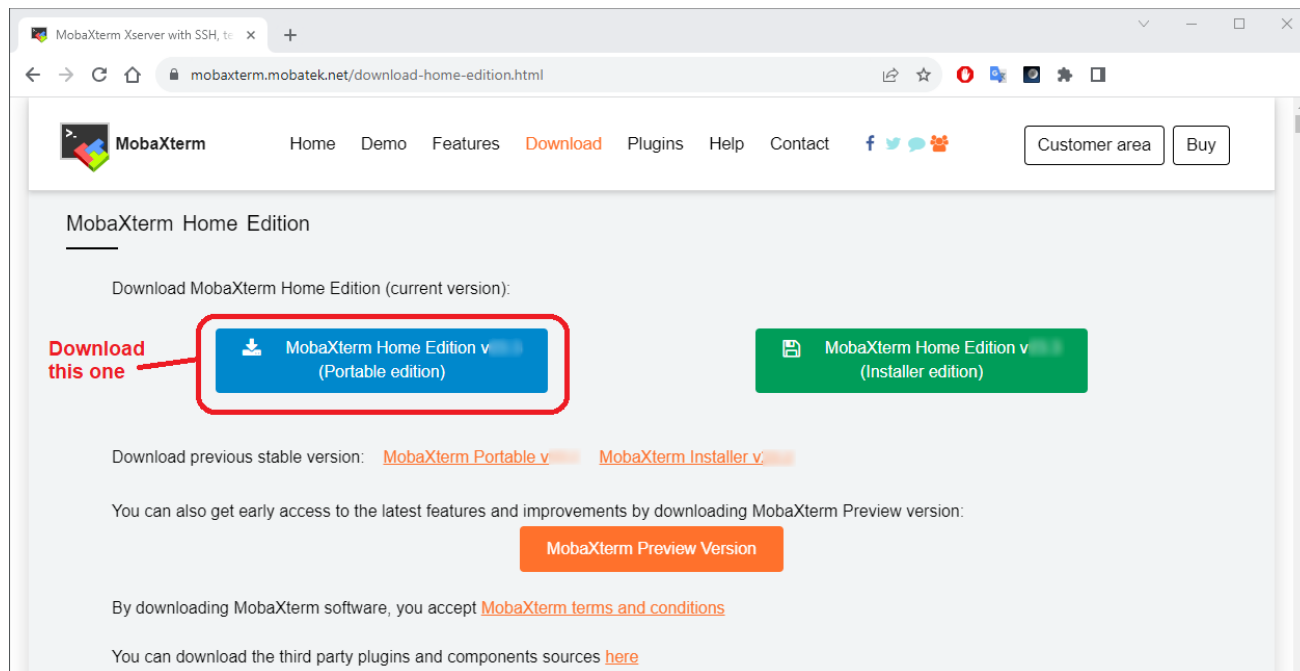 MobaXterm Xserver with SSH, te
mobaxterm.mobatek.net/download-home-edition.html
MobaXterm Home Demo Features Download Plugins Help Contact Customer area Buy
MobaXterm Home Edition
Download MobaXterm Home Edition (current version):
Download
this one
MobaXterm Home Edition v
(Portable edition)
MobaXterm Home Edition v
(Installer edition)
Download previous stable version: MobaXterm Portable v MobaXterm Installer v
You can also get early access to the latest features and improvements by downloading MobaXterm Preview version:
MobaXterm Preview Version
By downloading MobaXterm software, you accept MobaXterm terms and conditions
You can download the third party plugins and components sources here